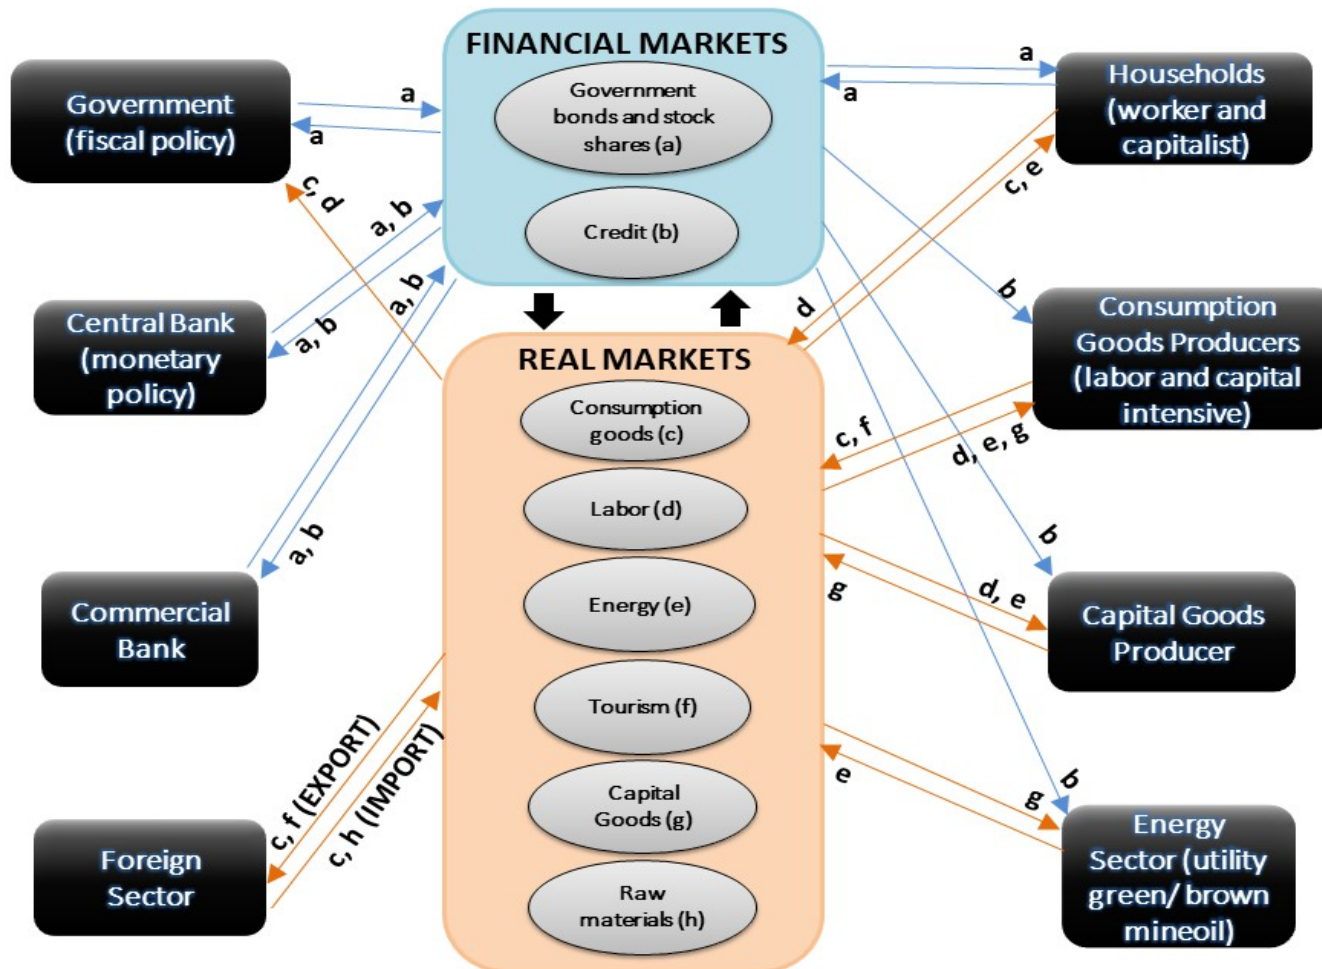 FINANCIAL MARKETS
Government
bonds and stock
shares (a)
Credit (b)
Government
(fiscal policy)
a
a
c, d
Central Bank
(monetary
policy)
a, b
a, b
Commercial
Bank
a, b
a, b
Foreign
Sector
c, f (EXPORT)
c, h (IMPORT)
REAL MARKETS
Consumption
goods (c)
Labor (d)
Energy (e)
Tourism (f)
Capital
Goods (g)
Raw
materials (h)
Households
(worker and
capitalist)
a
a
c, e
d
Consumption
Goods Producers
(labor and capital
intensive)
b
c, f
d, e, g
Capital Goods
Producer
b
d, e
g
Energy
Sector (utility
green/ brown
mineoil)
b
g
e